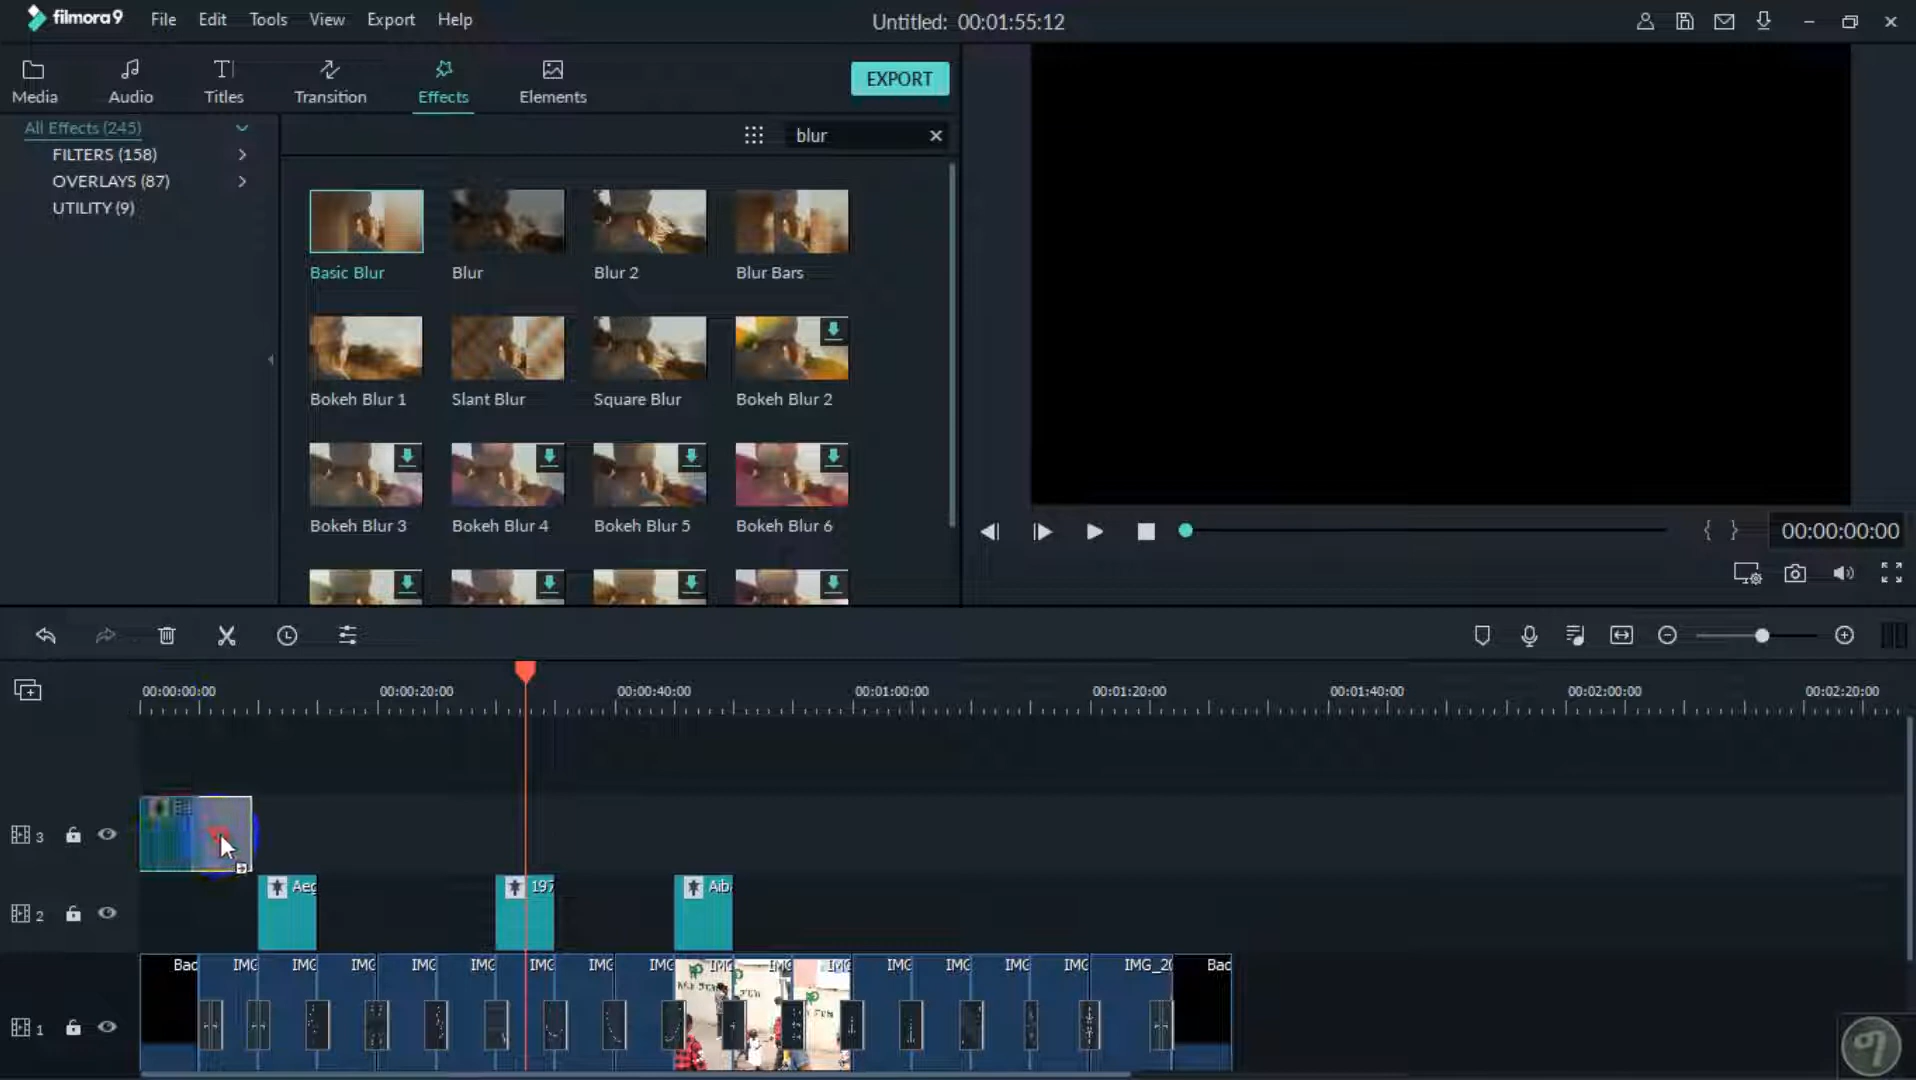 filmora9 File Edit Tools View Export Help Untitled: 00:01:55:12
Media Audio Titles Transition Effects Elements EXPORT
All Effects (245) blur
FILTERS (158)
OVERLAYS (87)
UTILITY (9)
Basic Blur Blur Blur 2 Blur Bars
Bokeh Blur 1 Slant Blur Square Blur Bokeh Blur 2
Bokeh Blur 3 Bokeh Blur 4 Bokeh Blur 5 Bokeh Blur 6
{ } 00:00:00:00
00:00:00:00 00:00:20:00 00:00:40:00 00:01:00:00 00:01:20:00 00:01:40:00 00:02:00:00 00:02:20:00
3
2 Aeg 197 Aib
Bac IMG IMG IMG IMG IMG IMG IMG IMG IMG IMG IMG IMG IMG IMG IMG IMG_20 Bac
1